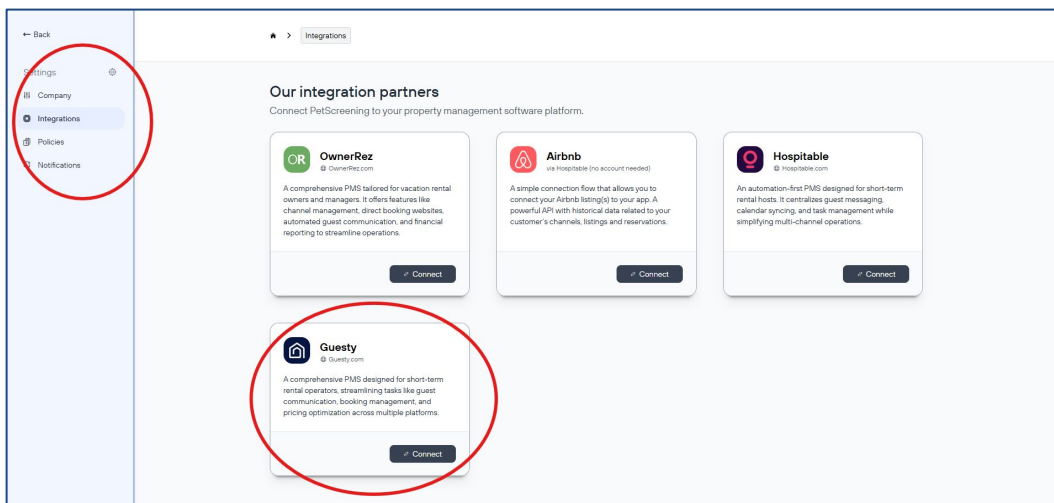 ← Back
Settings
Company
Integrations
Policies
Notifications
> Integrations
Our integration partners
Connect PetScreening to your property management software platform.
OR
OwnerRez
OwnerRez.com
A comprehensive PMS tailored for vacation rental
owners and managers. It offers features like
channel management, direct booking websites,
automated guest communication, and financial
reporting to streamline operations.
Connect
Airbnb
via Hospitable (no account needed)
A simple connection flow that allows you to
connect your Airbnb listing(s) to your app. A
powerful API with historical data related to your
customer's channels, listings and reservations.
Connect
Hospitable
Hospitable.com
An automation-first PMS designed for short-term
rental hosts. It centralizes guest messaging,
calendar syncing, and task management while
simplifying multi-channel operations.
Connect
Guesty
Guesty.com
A comprehensive PMS designed for short-term
rental operators, streamlining tasks like guest
communication, booking management, and
pricing optimization across multiple platforms.
Connect